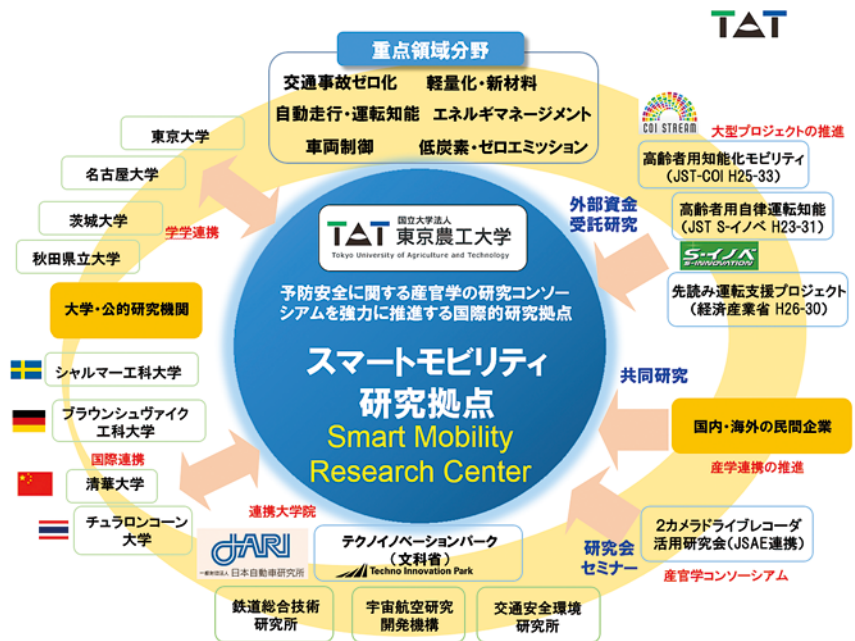 TAT
重点領域分野
交通事故ゼロ化
軽量化・新材料
自動走行・運転知能
エネルギマネージメント
車両制御
低炭素・ゼロエミッション
東京大学
名古屋大学
茨城大学
秋田県立大学
学学連携
大学・公的研究機関
シャルマー工科大学
ブラウンシュヴァイク
工科大学
国際連携
清華大学
チュラロンコーン
大学
COI STREAM
大型プロジェクトの推進
高齢者用知能化モビリティ
(JST-COI H25-33)
外部資金
受託研究
高齢者用自律運転知能
(JST S-イノベ H23-31)
S-イノベ
S-INNOVATION
先読み運転支援プロジェクト
(経済産業省 H26-30)
TAT
国立大学法人
東京農工大学
Tokyo University of Agriculture and Technology
予防安全に関する産官学の研究コンソー
シアムを強力に推進する国際的研究拠点
スマートモビリティ
研究拠点
Smart Mobility
Research Center
共同研究
国内・海外の民間企業
産学連携の推進
2カメラドライブレコーダ
活用研究会(JSAE連携)
研究会
セミナー
産官学コンソーシアム
連携大学院
JARI
一般財団法人 日本自動車研究所
テクノイノベーションパーク
(文科省)
Techno Innovation Park
鉄道総合技術
研究所
宇宙航空研究
開発機構
交通安全環境
研究所